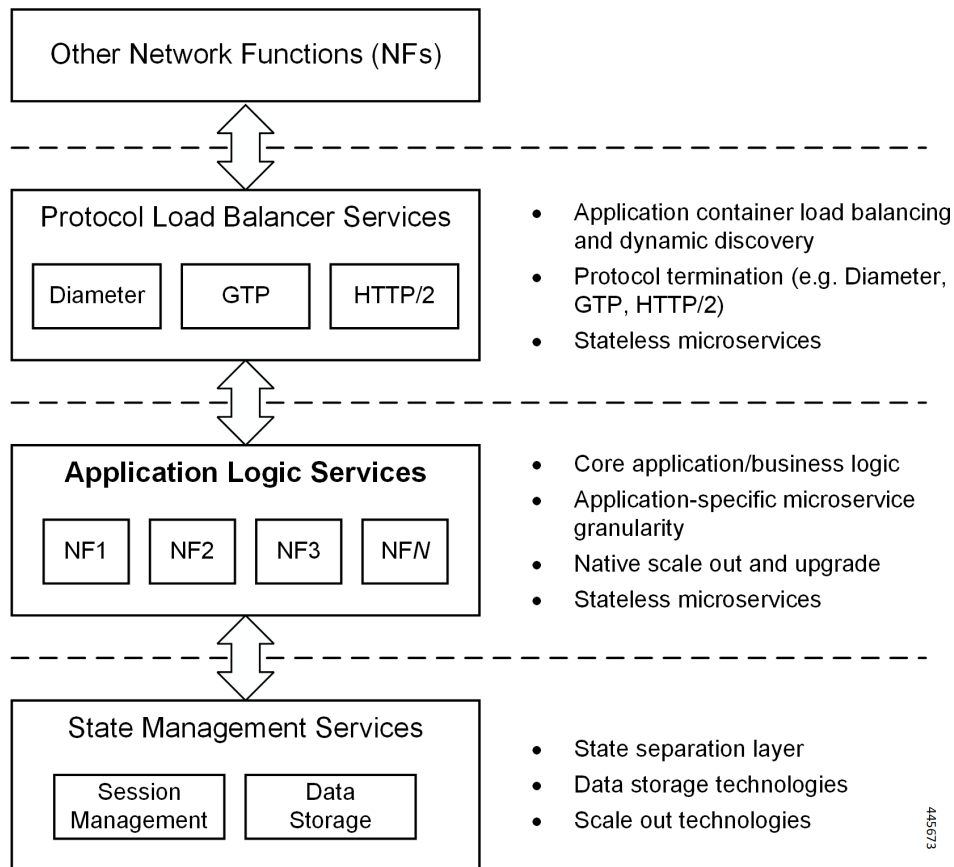 Other Network Functions (NFs)
Protocol Load Balancer Services
Diameter
GTP
HTTP/2
• Application container load balancing
and dynamic discovery
• Protocol termination (e.g. Diameter,
GTP, HTTP/2)
• Stateless microservices
Application Logic Services
NF1
NF2
NF3
NFN
• Core application/business logic
• Application-specific microservice
granularity
• Native scale out and upgrade
• Stateless microservices
State Management Services
Session
Management
Data
Storage
• State separation layer
• Data storage technologies
• Scale out technologies
445673